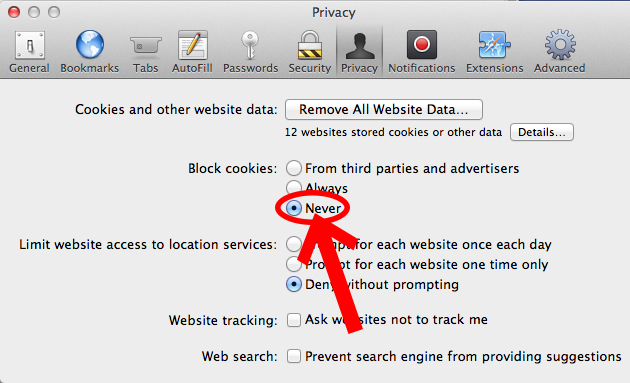 Privacy
General Bookmarks Tabs AutoFill Passwords Security Privacy Notifications Extensions Advanced
Cookies and other website data: Remove All Website Data...
12 websites stored cookies or other data Details...
Block cookies: From third parties and advertisers
Always
Never
Limit website access to location services: for each website once each day
for each website one time only
Deny without prompting
Website tracking: Ask websites not to track me
Web search: Prevent search engine from providing suggestions